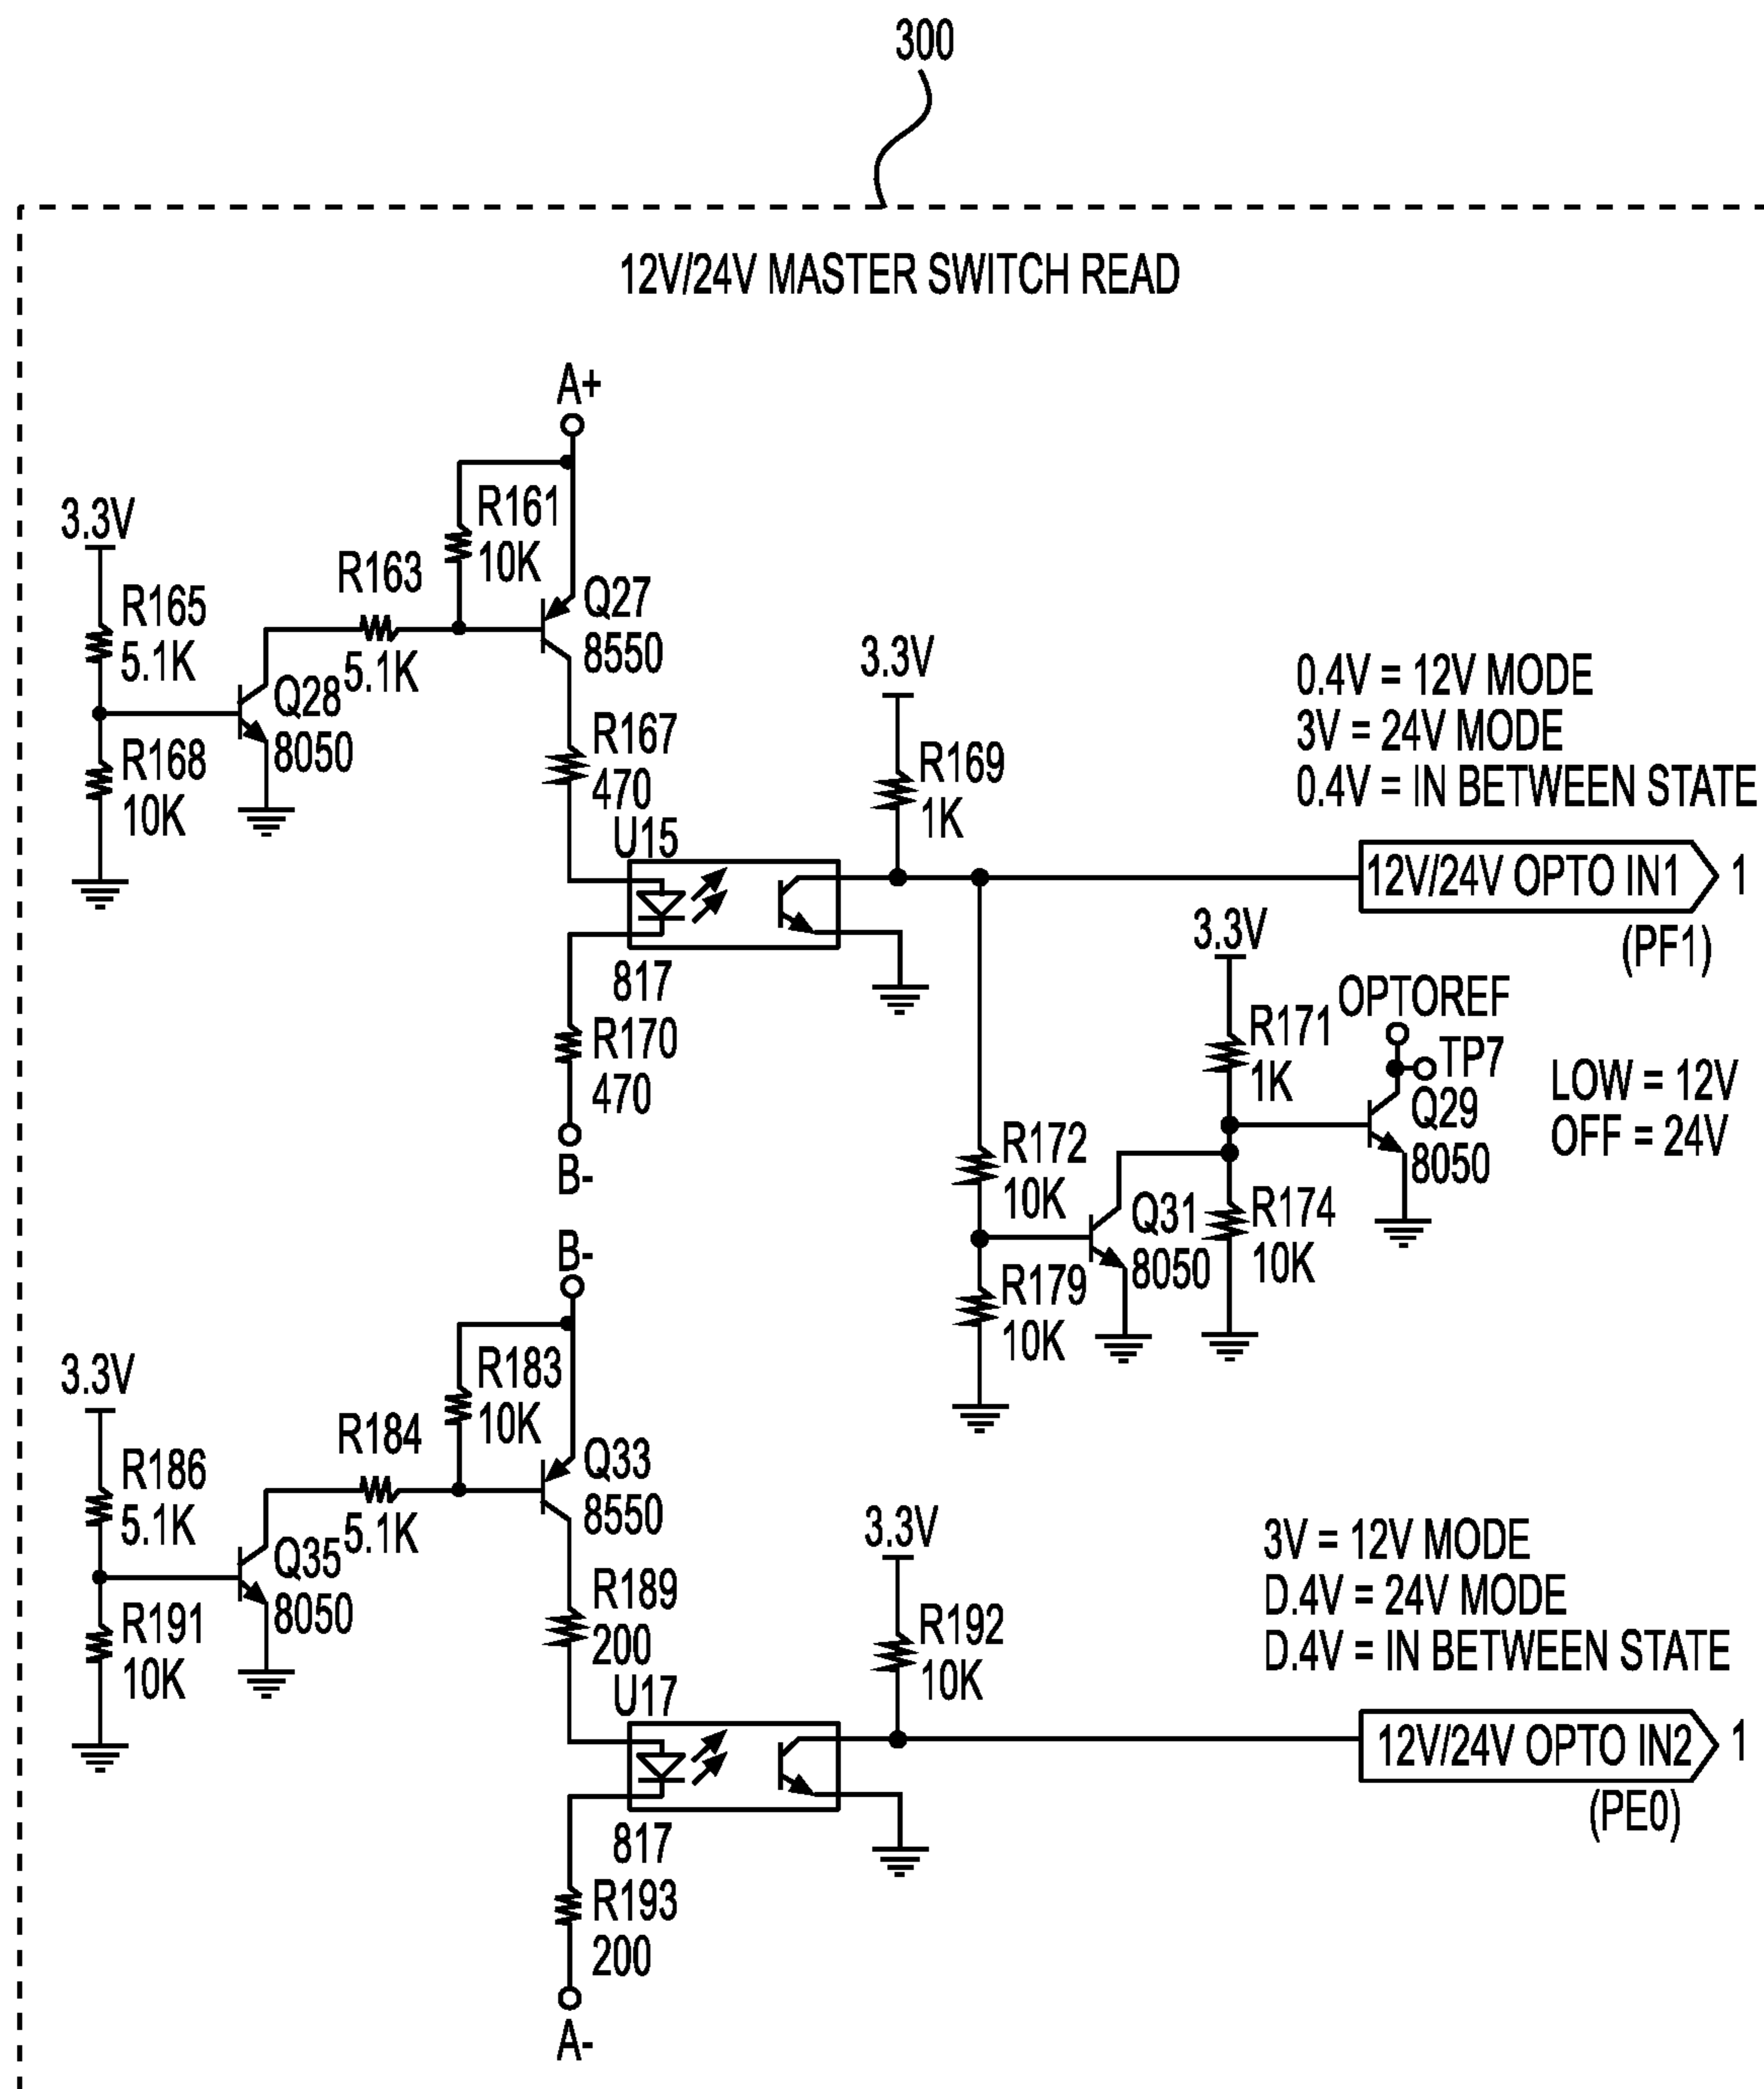 300
12V/24V MASTER SWITCH READ
A+
3.3V
R161
10K
R163
5.1K
R165
5.1K
Q27
8550
Q28
8050
R168
10K
R167
470
3.3V
R169
1K
0.4V = 12V MODE
3V = 24V MODE
0.4V = IN BETWEEN STATE
U15
817
12V/24V OPTO IN1
1
(PF1)
R170
470
B-
3.3V
R171
1K
OPTOREF
TP7
Q29
8050
LOW = 12V
OFF = 24V
R172
10K
Q31
8050
R174
10K
R179
10K
B-
3.3V
R183
10K
R184
5.1K
R186
5.1K
Q33
8550
Q35
8050
R191
10K
R189
200
3.3V
R192
10K
3V = 12V MODE
D.4V = 24V MODE
D.4V = IN BETWEEN STATE
U17
817
12V/24V OPTO IN2
1
(PE0)
R193
200
A-